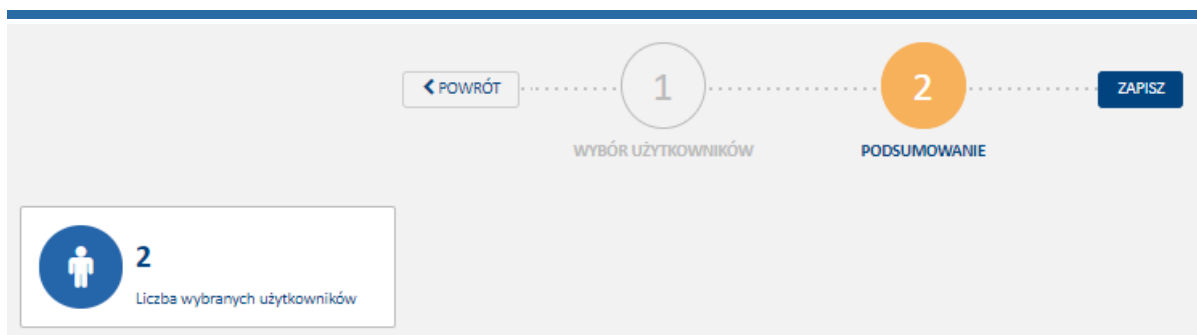 POWRÓT
1
2
ZAPISZ
WYBÓR UŻYTKOWNIKÓW
PODSUMOWANIE
2
Liczba wybranych użytkowników